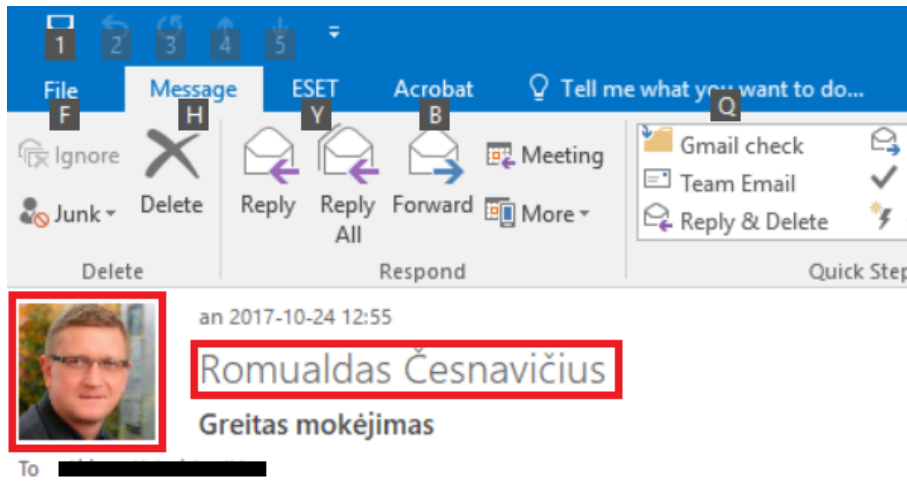 1 2 3 4 5
File Message ESET Acrobat Tell me what you want to do...
F H Y B Q
Ignore Delete Reply Reply All Forward Meeting Gmail check
Junk More Team Email
Reply & Delete
Delete Respond Quick Step
an 2017-10-24 12:55
Romualdas Česnavičius
Greitas mokėjimas
To